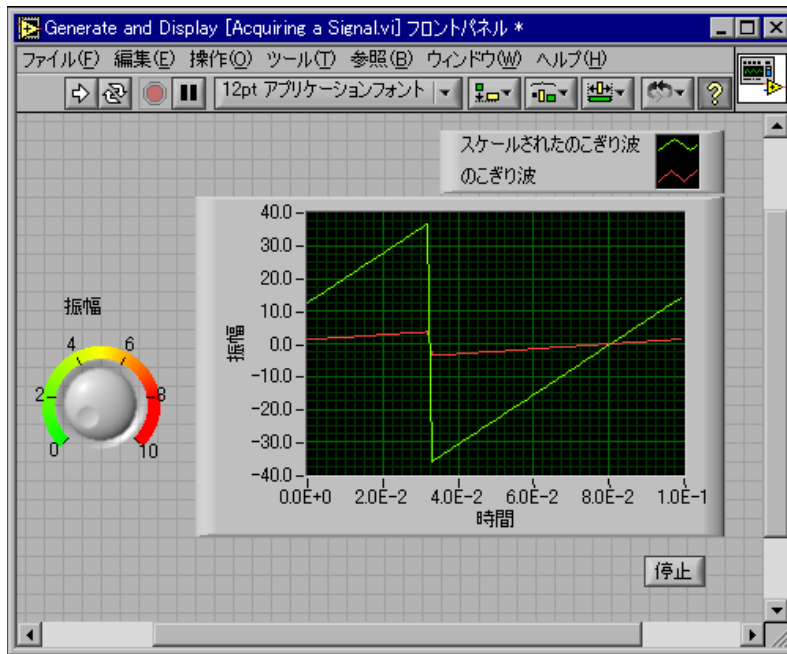 Generate and Display [Acquiring a Signal.vi] フロントパネル *
ファイル(F) 編集(E) 操作(O) ツール(T) 参照(B) ウィンドウ(W) ヘルプ(H)
12pt アプリケーションフォント
スケールされたのこぎり波
のこぎり波
振幅
4 6
2 8
0 10
振幅
40.0
30.0
20.0
10.0
0.0
-10.0
-20.0
-30.0
-40.0
0.0E+0 2.0E-2 4.0E-2 6.0E-2 8.0E-2 1.0E-1
時間
停止